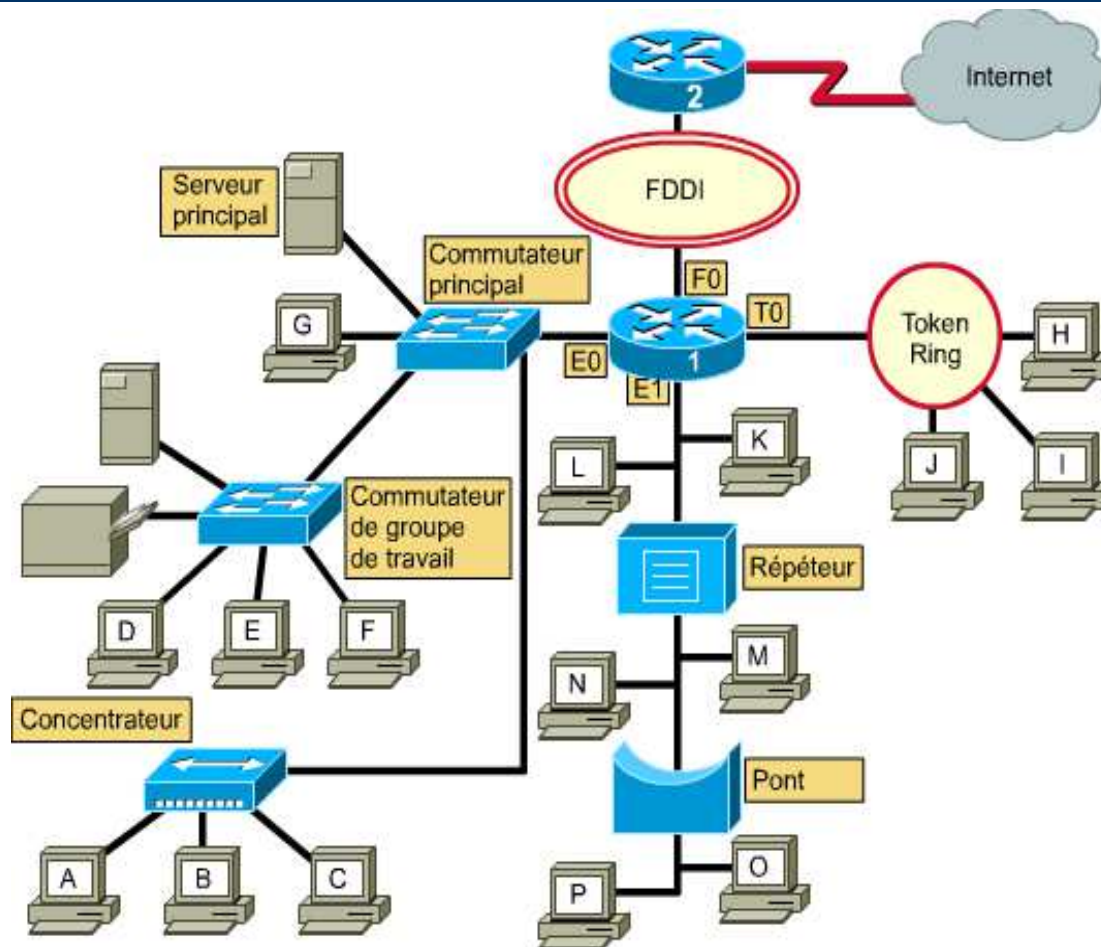 Internet
2
FDDI
Serveur
principal
Commutateur
principal
F0
T0
G
Token
Ring
H
E0
1
E1
K
L
J
I
Commutateur
de groupe
de travail
Répéteur
D
E
F
M
N
Concentrateur
Pont
A
B
C
P
O